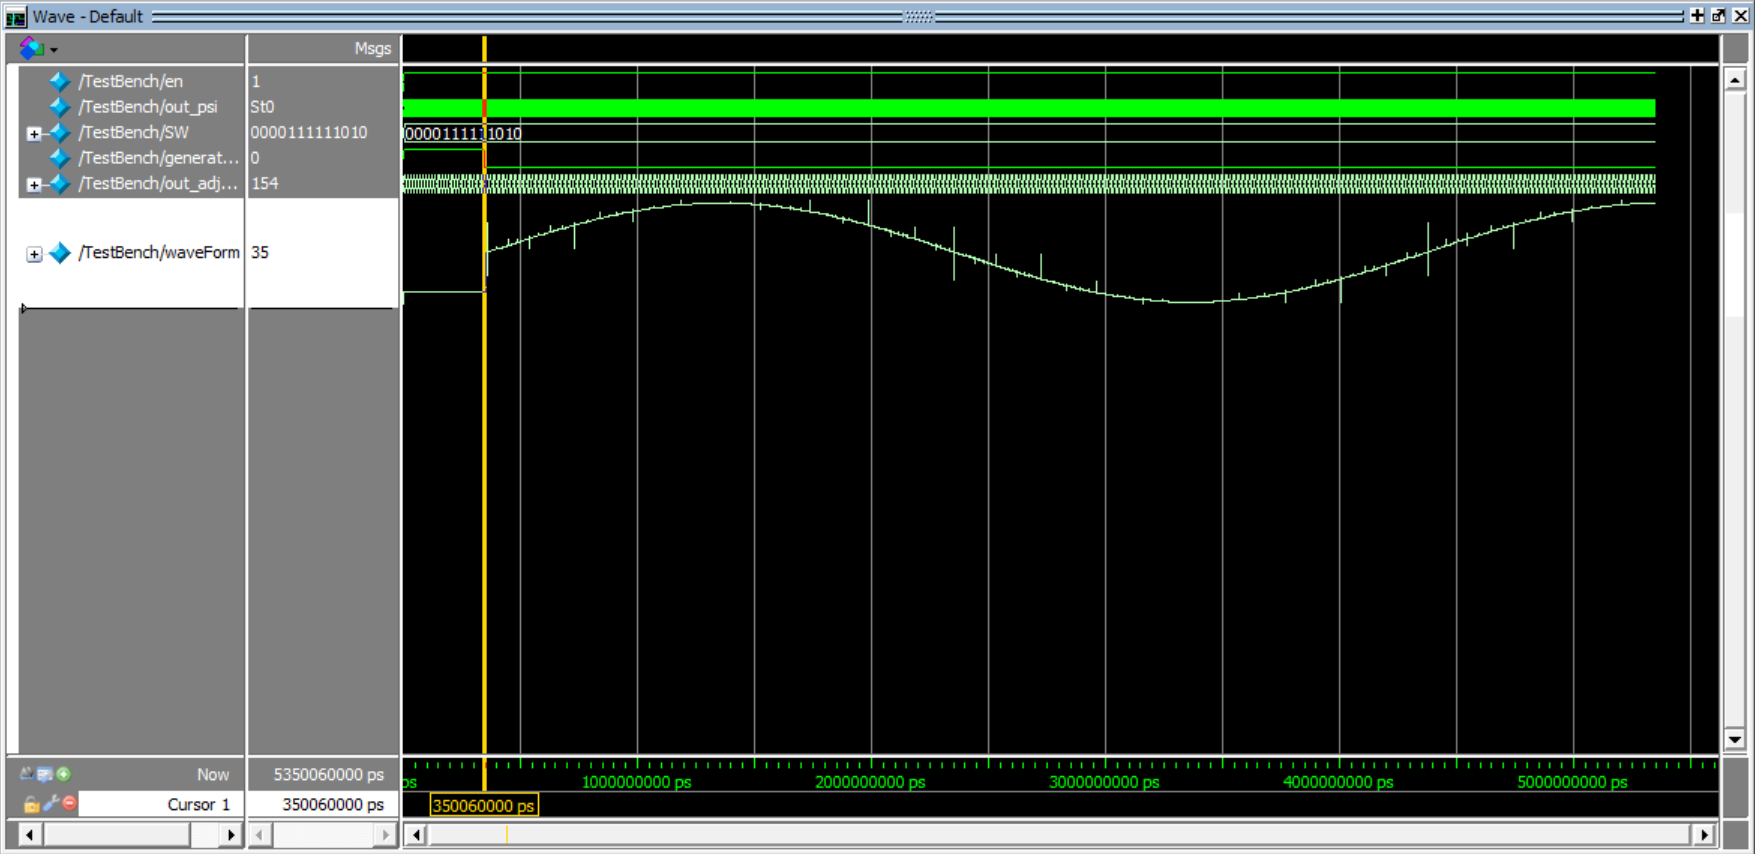 Wave - Default
Msgs
/TestBench/en 1
/TestBench/out_psi St0
/TestBench/SW 0000111111010 0000111111010
/TestBench/generat... 0
/TestBench/out_adj... 154
/TestBench/waveForm 35
Now 5350060000 ps ps 1000000000 ps 2000000000 ps 3000000000 ps 4000000000 ps 5000000000 ps
Cursor 1 350060000 ps 350060000 ps